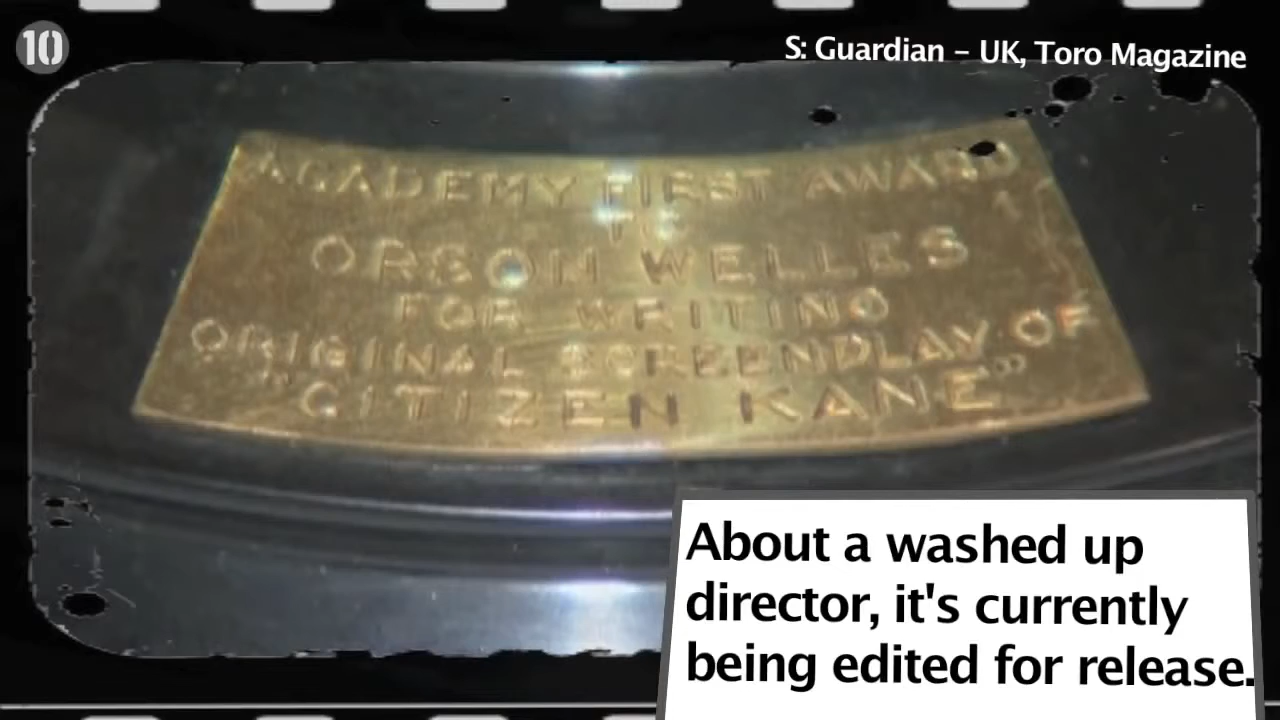 10
S: Guardian – UK, Toro Magazine
ACADEMY FIRST AWARD
TO
ORSON WELLES
FOR WRITING
ORIGINAL SCREENPLAY OF
"CITIZEN KANE"
About a washed up
director, it's currently
being edited for release.